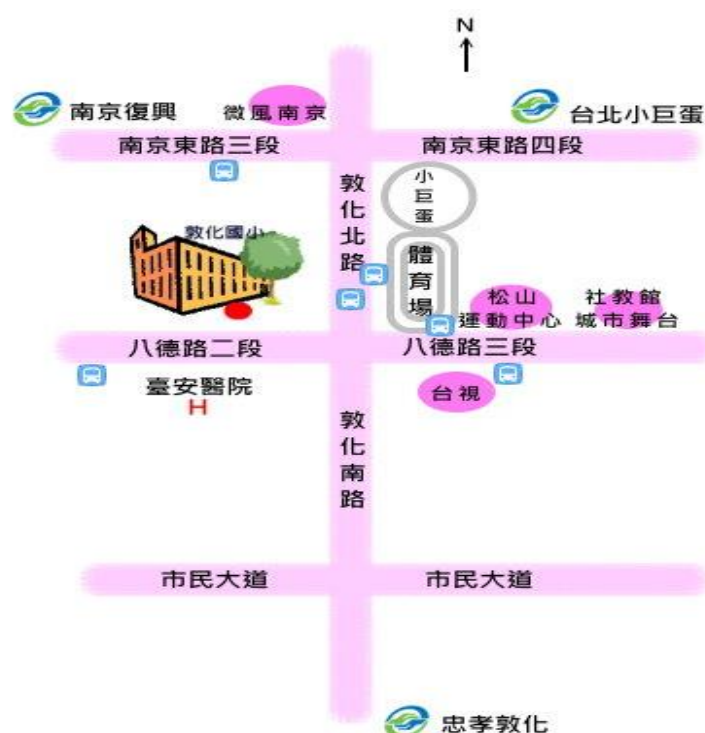 N
南京復興
微風南京
台北小巨蛋
南京東路三段
南京東路四段
小巨蛋
敦化北路
敦化國小
體育場
松山
運動中心
社教館
城市舞台
八德路二段
八德路三段
臺安醫院
H
台視
敦化南路
市民大道
市民大道
忠孝敦化